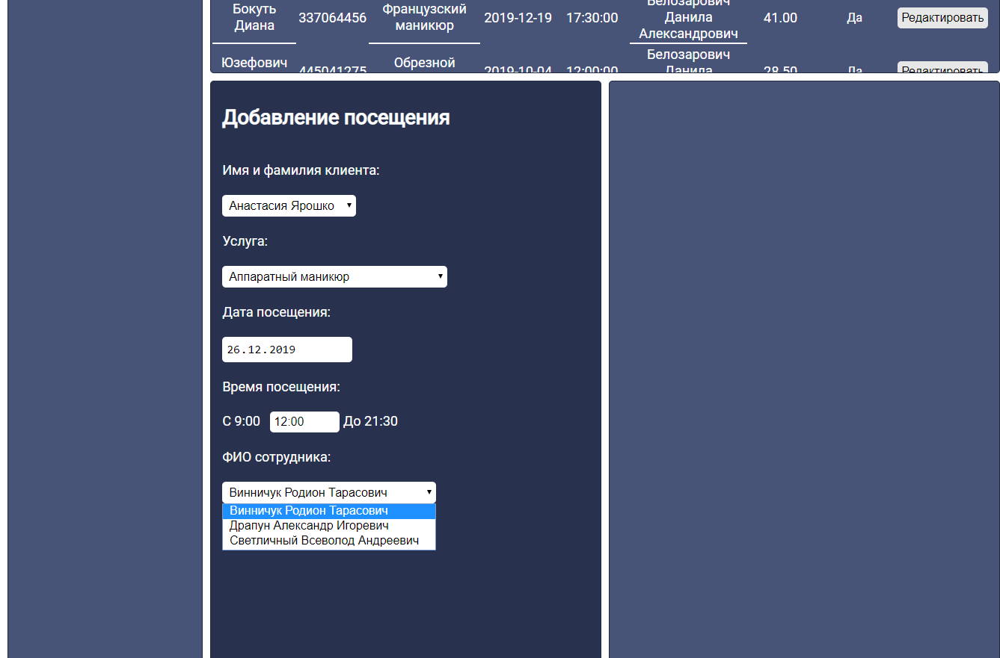 Бокуть Диана 337064456 Французский маникюр 2019-12-19 17:30:00 Белозарович Данила Александрович 41.00 Да Редактировать
Юзефович 445041275 Обрезной 2019-10-04 12:00:00 Белозарович Данила 28.50 Да Редактировать
Добавление посещения
Имя и фамилия клиента:
Анастасия Ярошко
Услуга:
Аппаратный маникюр
Дата посещения:
26.12.2019
Время посещения:
С 9:00 12:00 До 21:30
ФИО сотрудника:
Винничук Родион Тарасович
Винничук Родион Тарасович
Драпун Александр Игоревич
Светличный Всеволод Андреевич